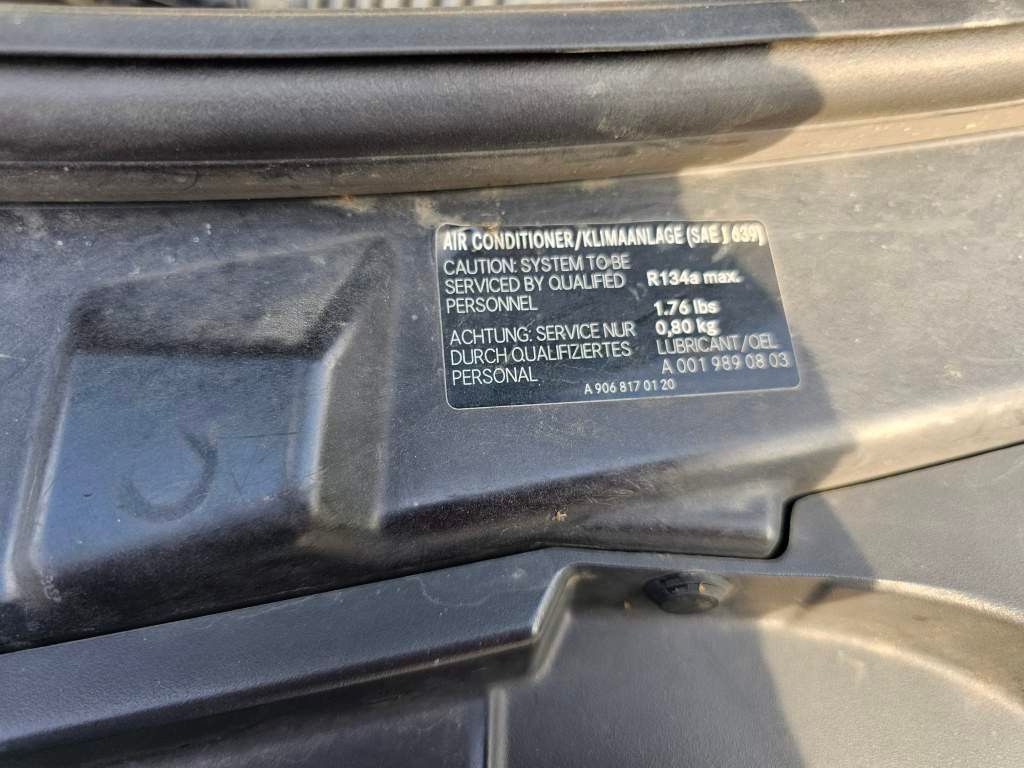 AIR CONDITIONER/KLIMAANLAGE (SAE J 639)
CAUTION: SYSTEM TO BE
SERVICED BY QUALIFIED
PERSONNEL
R134a max.
1.76 lbs
0,80 kg
ACHTUNG: SERVICE NUR
DURCH QUALIFIZIERTES
PERSONAL
LUBRICANT/OEL
A 001 989 08 03
A 906 817 01 20